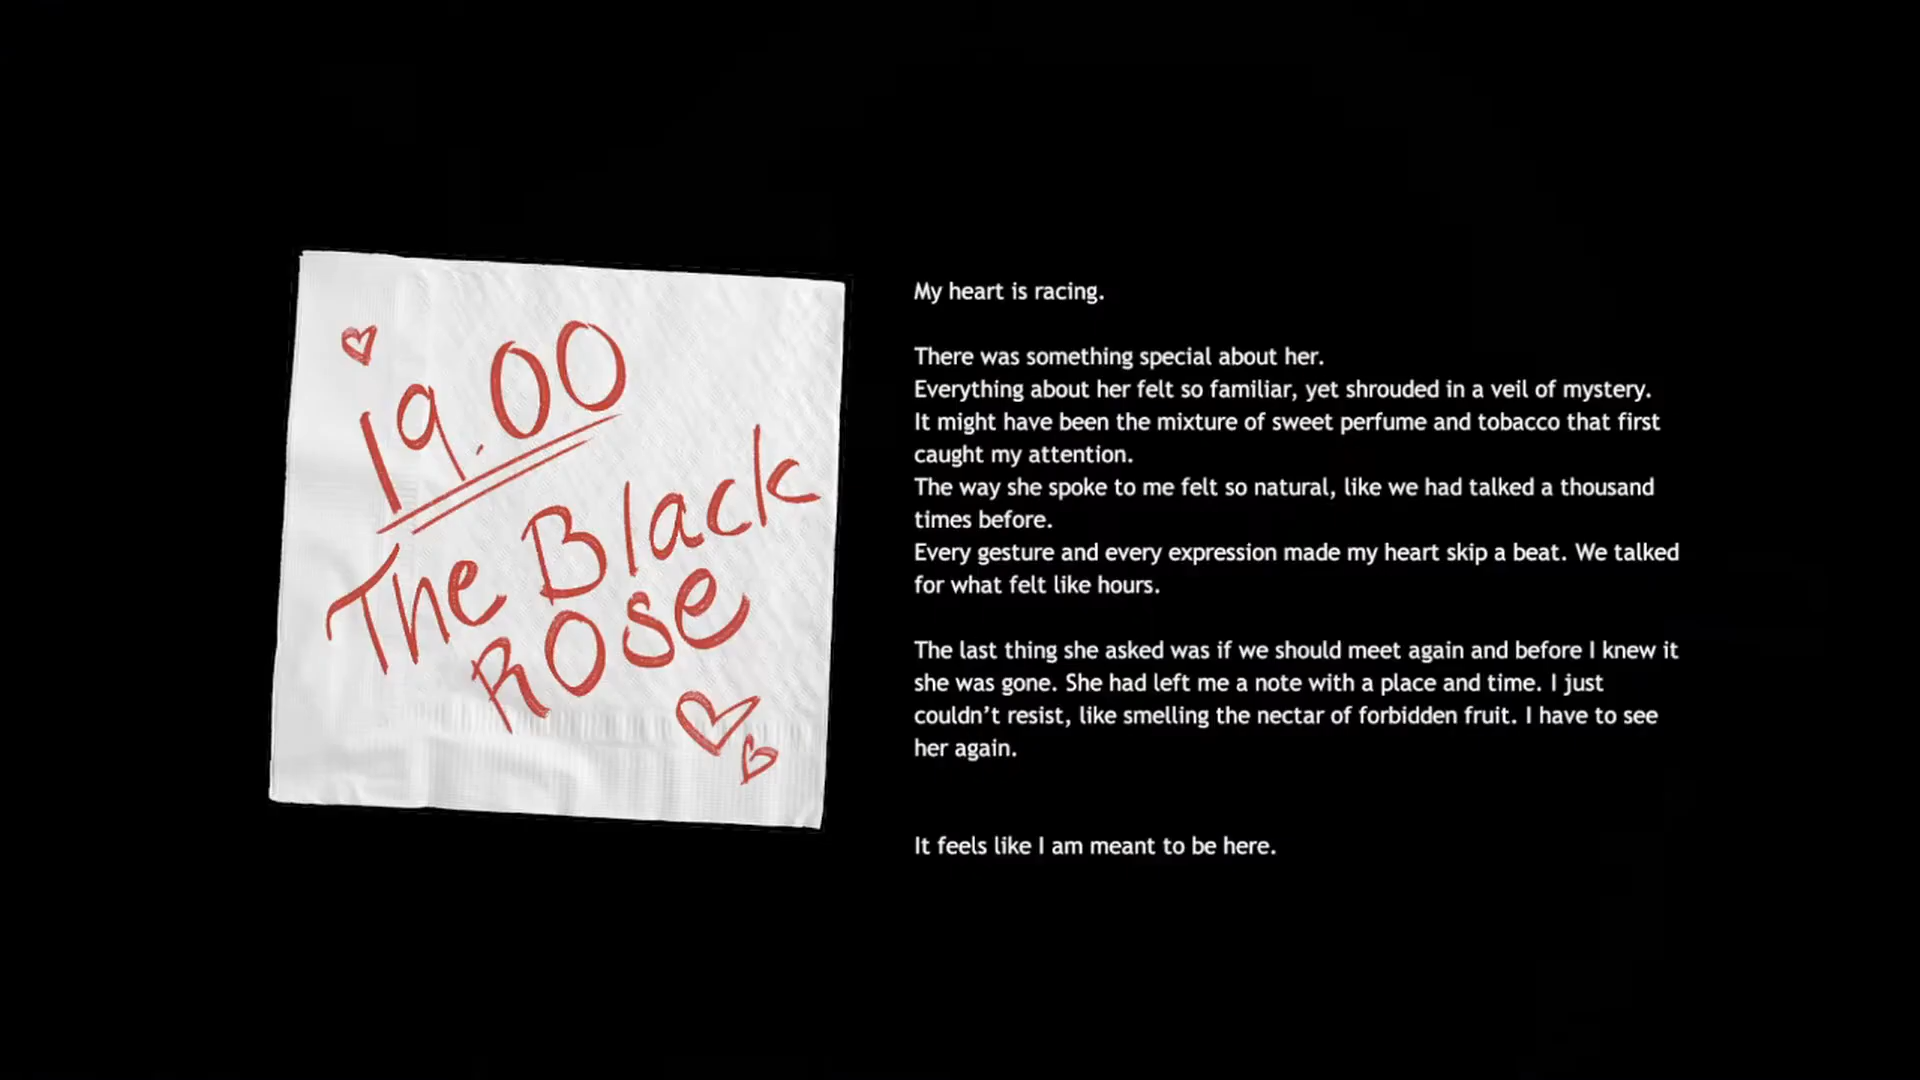 19.00
The Black
Rose
My heart is racing.
There was something special about her.
Everything about her felt so familiar, yet shrouded in a veil of mystery.
It might have been the mixture of sweet perfume and tobacco that first
caught my attention.
The way she spoke to me felt so natural, like we had talked a thousand
times before.
Every gesture and every expression made my heart skip a beat. We talked
for what felt like hours.
The last thing she asked was if we should meet again and before I knew it
she was gone. She had left me a note with a place and time. I just
couldn’t resist, like smelling the nectar of forbidden fruit. I have to see
her again.
It feels like I am meant to be here.